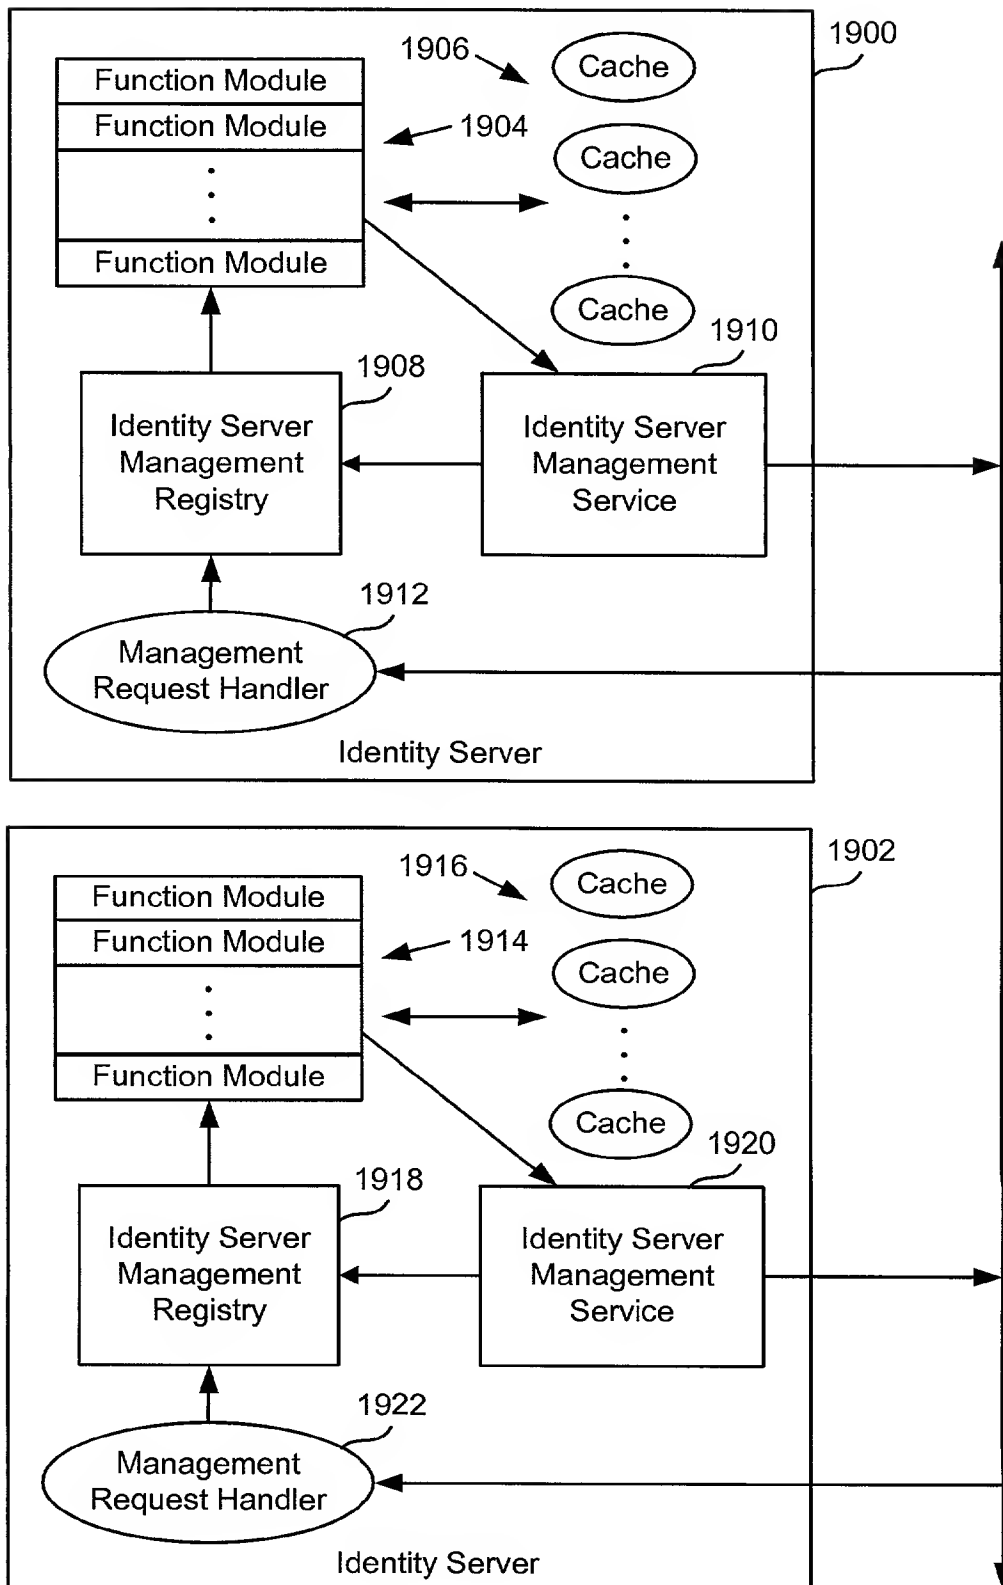 1906
Cache
1900
Function Module
Function Module
1904
Cache
Function Module
Cache
1910
1908
Identity Server
Management
Registry
Identity Server
Management
Service
1912
Management
Request Handler
Identity Server
1916
Cache
1902
Function Module
Function Module
1914
Cache
Function Module
Cache
1920
1918
Identity Server
Management
Registry
Identity Server
Management
Service
1922
Management
Request Handler
Identity Server